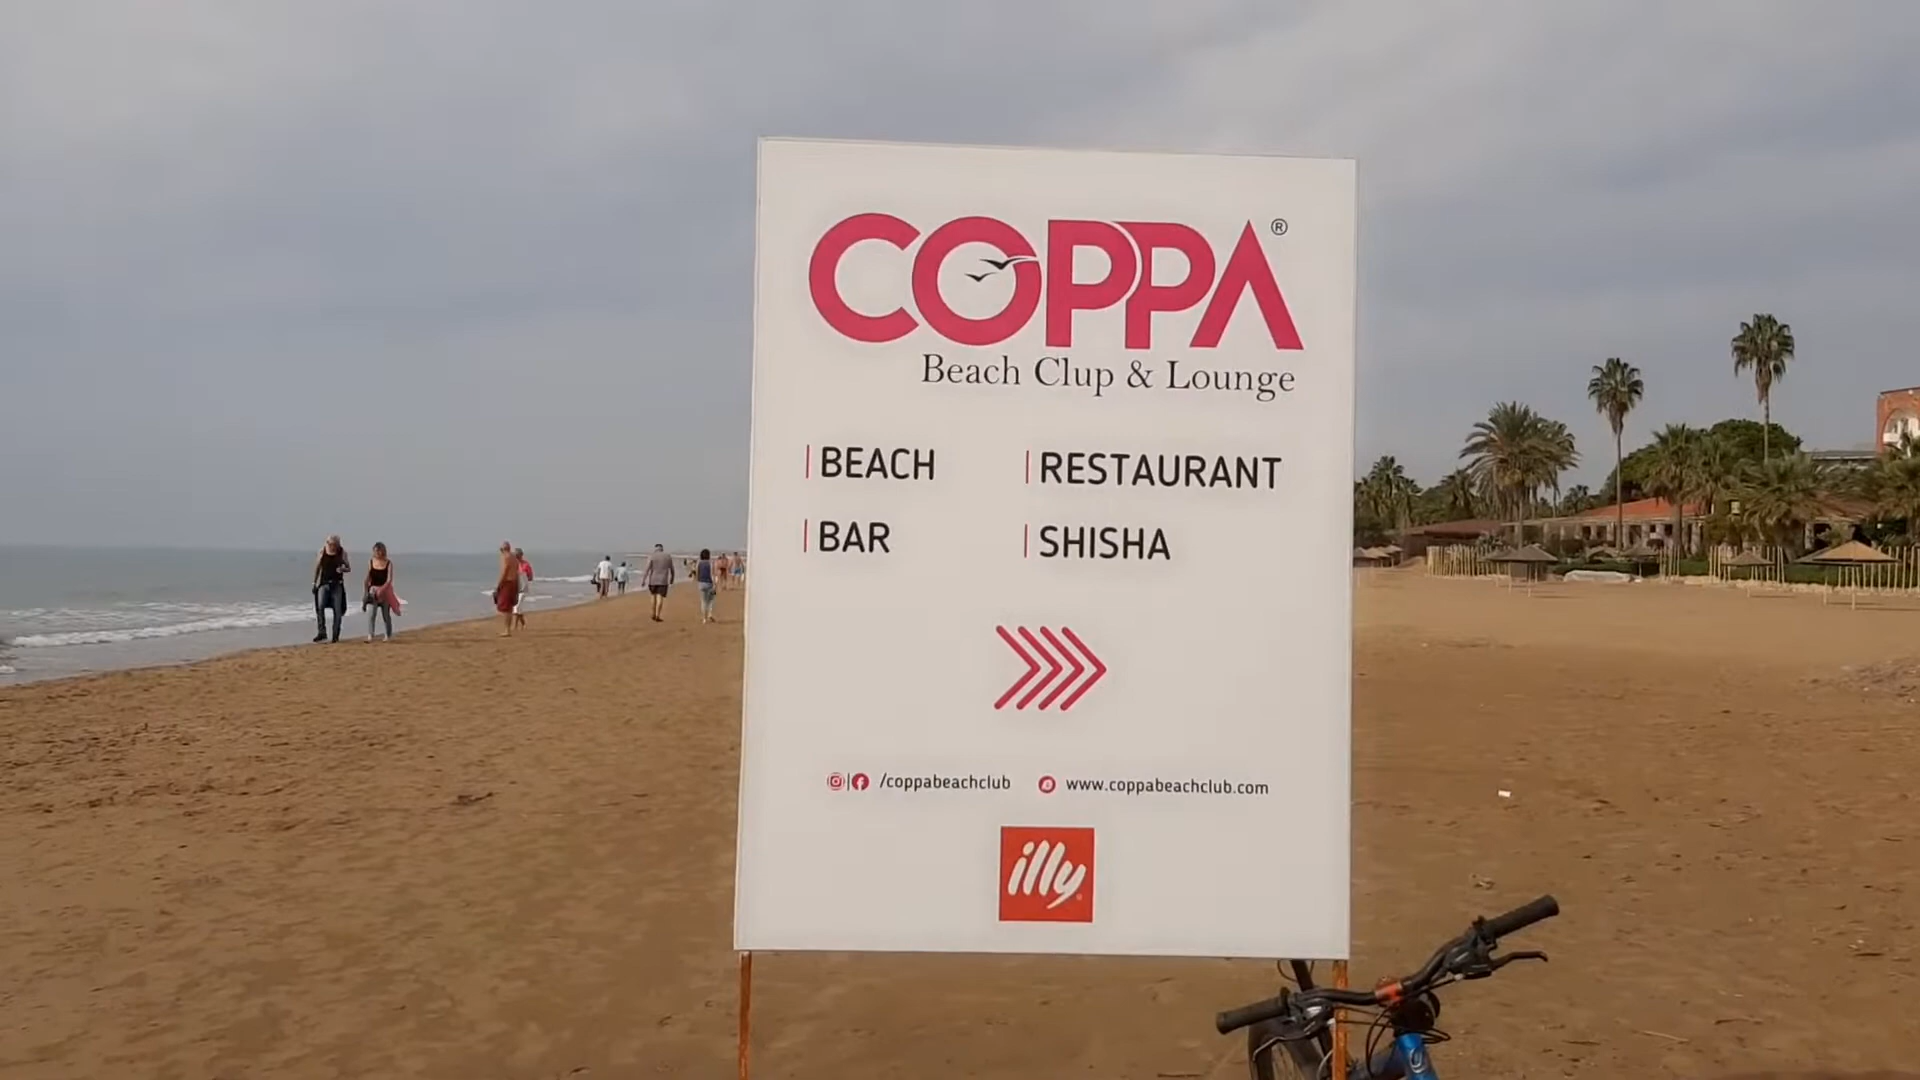 COPPA®
Beach Clup & Lounge
BEACH
RESTAURANT
BAR
SHISHA
/coppabeachclub
www.coppabeachclub.com
illy